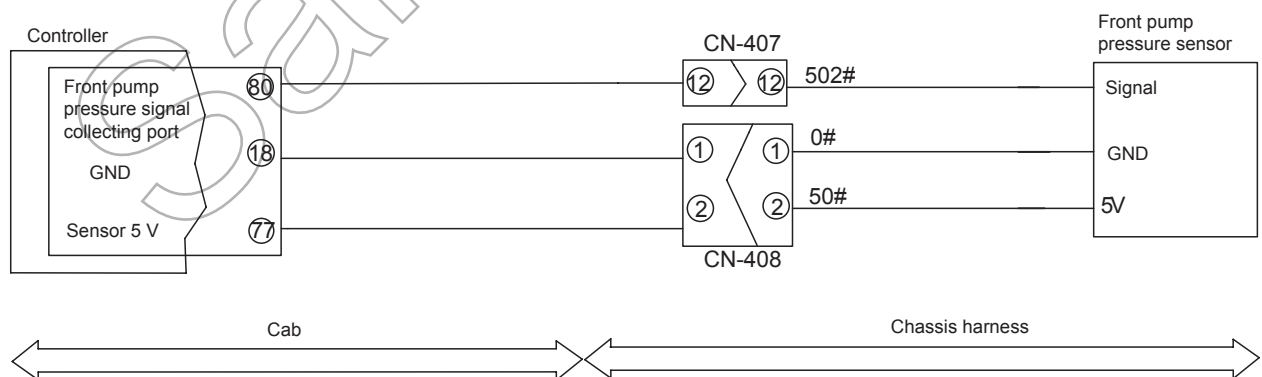 Controller
Front pump
pressure signal
collecting port
80
GND
18
Sensor 5 V
77
CN-407
12
12
502#
1
1
0#
2
2
50#
CN-408
Front pump
pressure sensor
Signal
GND
5V
Cab
Chassis harness